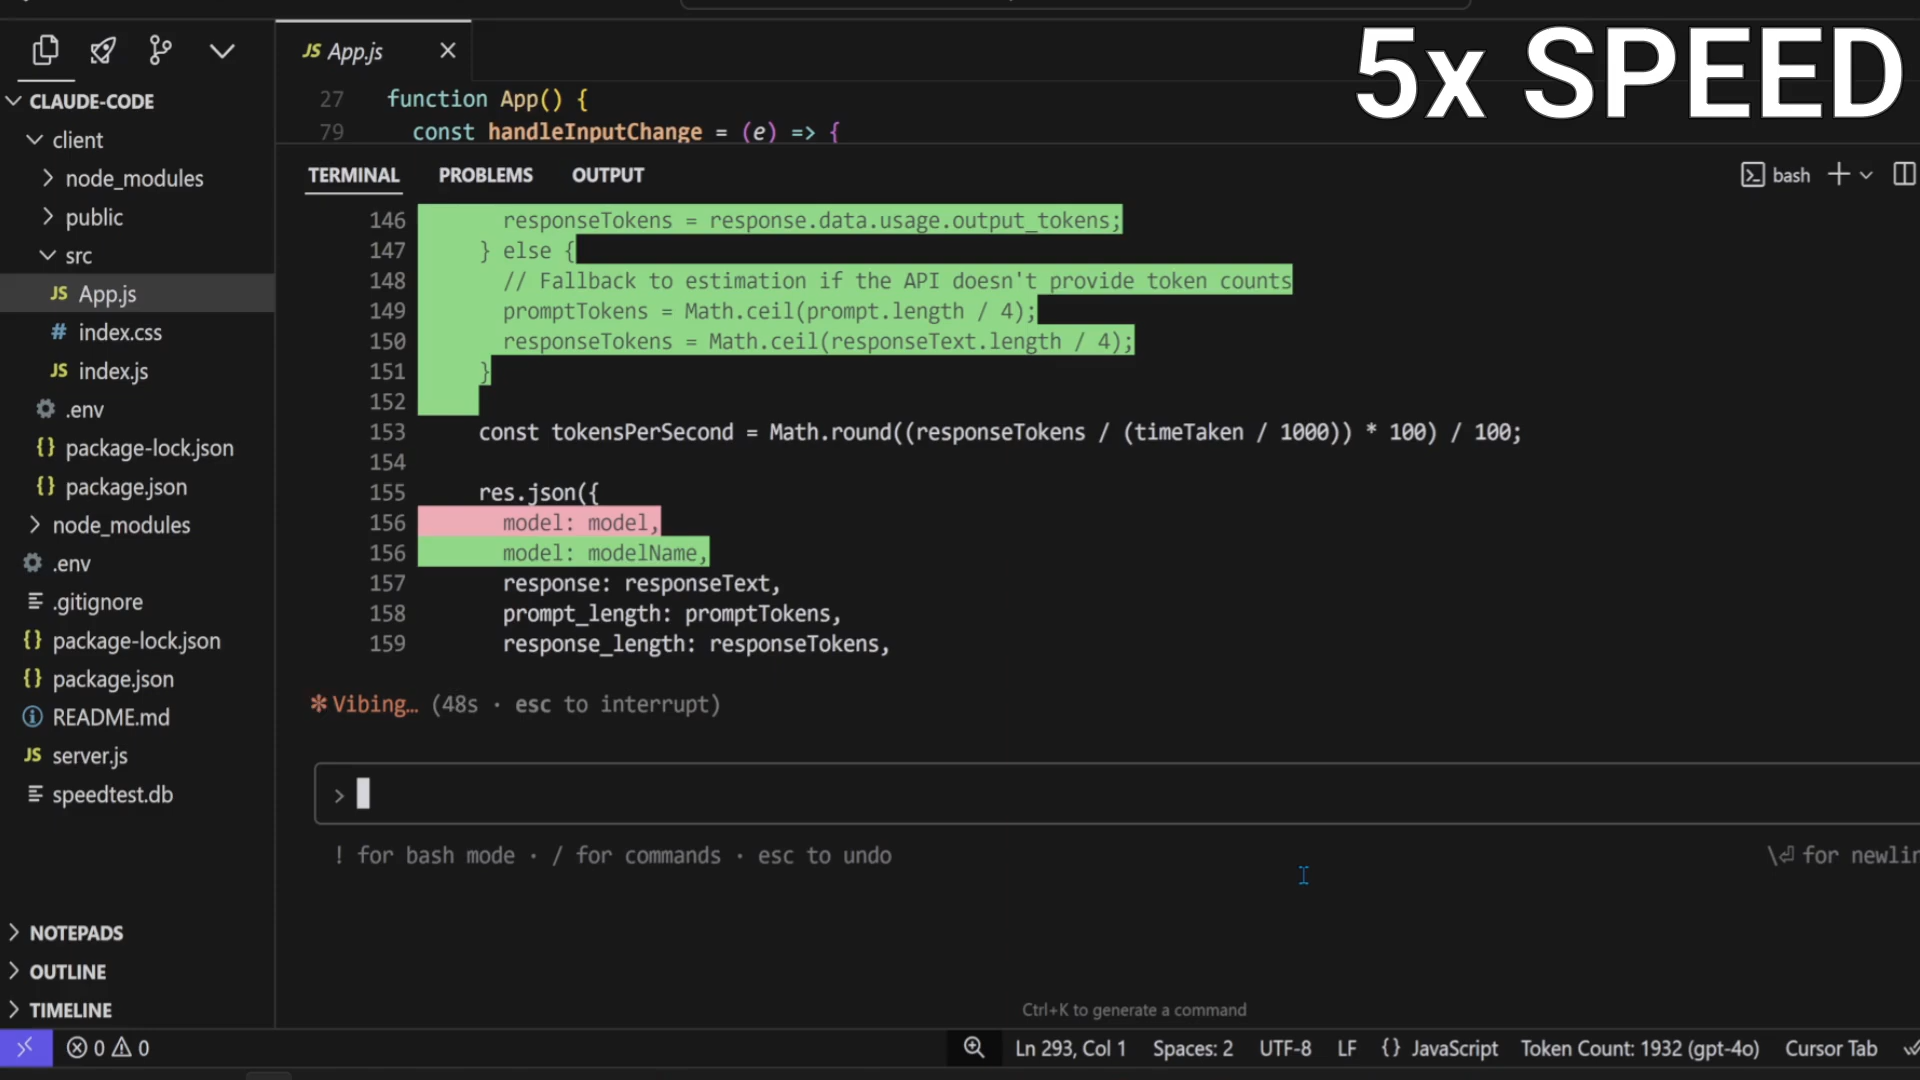 5x SPEED
JS App.js
CLAUDE-CODE
client
node_modules
public
src
JS App.js
# index.css
JS index.js
.env
{} package-lock.json
{} package.json
node_modules
.env
.gitignore
{} package-lock.json
{} package.json
README.md
JS server.js
speedtest.db
NOTEPADS
OUTLINE
TIMELINE
27 function App() {
79 const handleInputChange = (e) => {
TERMINAL PROBLEMS OUTPUT
bash
146 responseTokens = response.data.usage.output_tokens;
147 } else {
148 // Fallback to estimation if the API doesn't provide token counts
149 promptTokens = Math.ceil(prompt.length / 4);
150 responseTokens = Math.ceil(responseText.length / 4);
151 }
152
153 const tokensPerSecond = Math.round((responseTokens / (timeTaken / 1000)) * 100) / 100;
154
155 res.json({
156 model: model,
156 model: modelName,
157 response: responseText,
158 prompt_length: promptTokens,
159 response_length: responseTokens,
* Vibing… (48s · esc to interrupt)
>
! for bash mode · / for commands · esc to undo
\⏎ for newlin
Ctrl+K to generate a command
0 0
Ln 293, Col 1 Spaces: 2 UTF-8 LF {} JavaScript Token Count: 1932 (gpt-4o) Cursor Tab